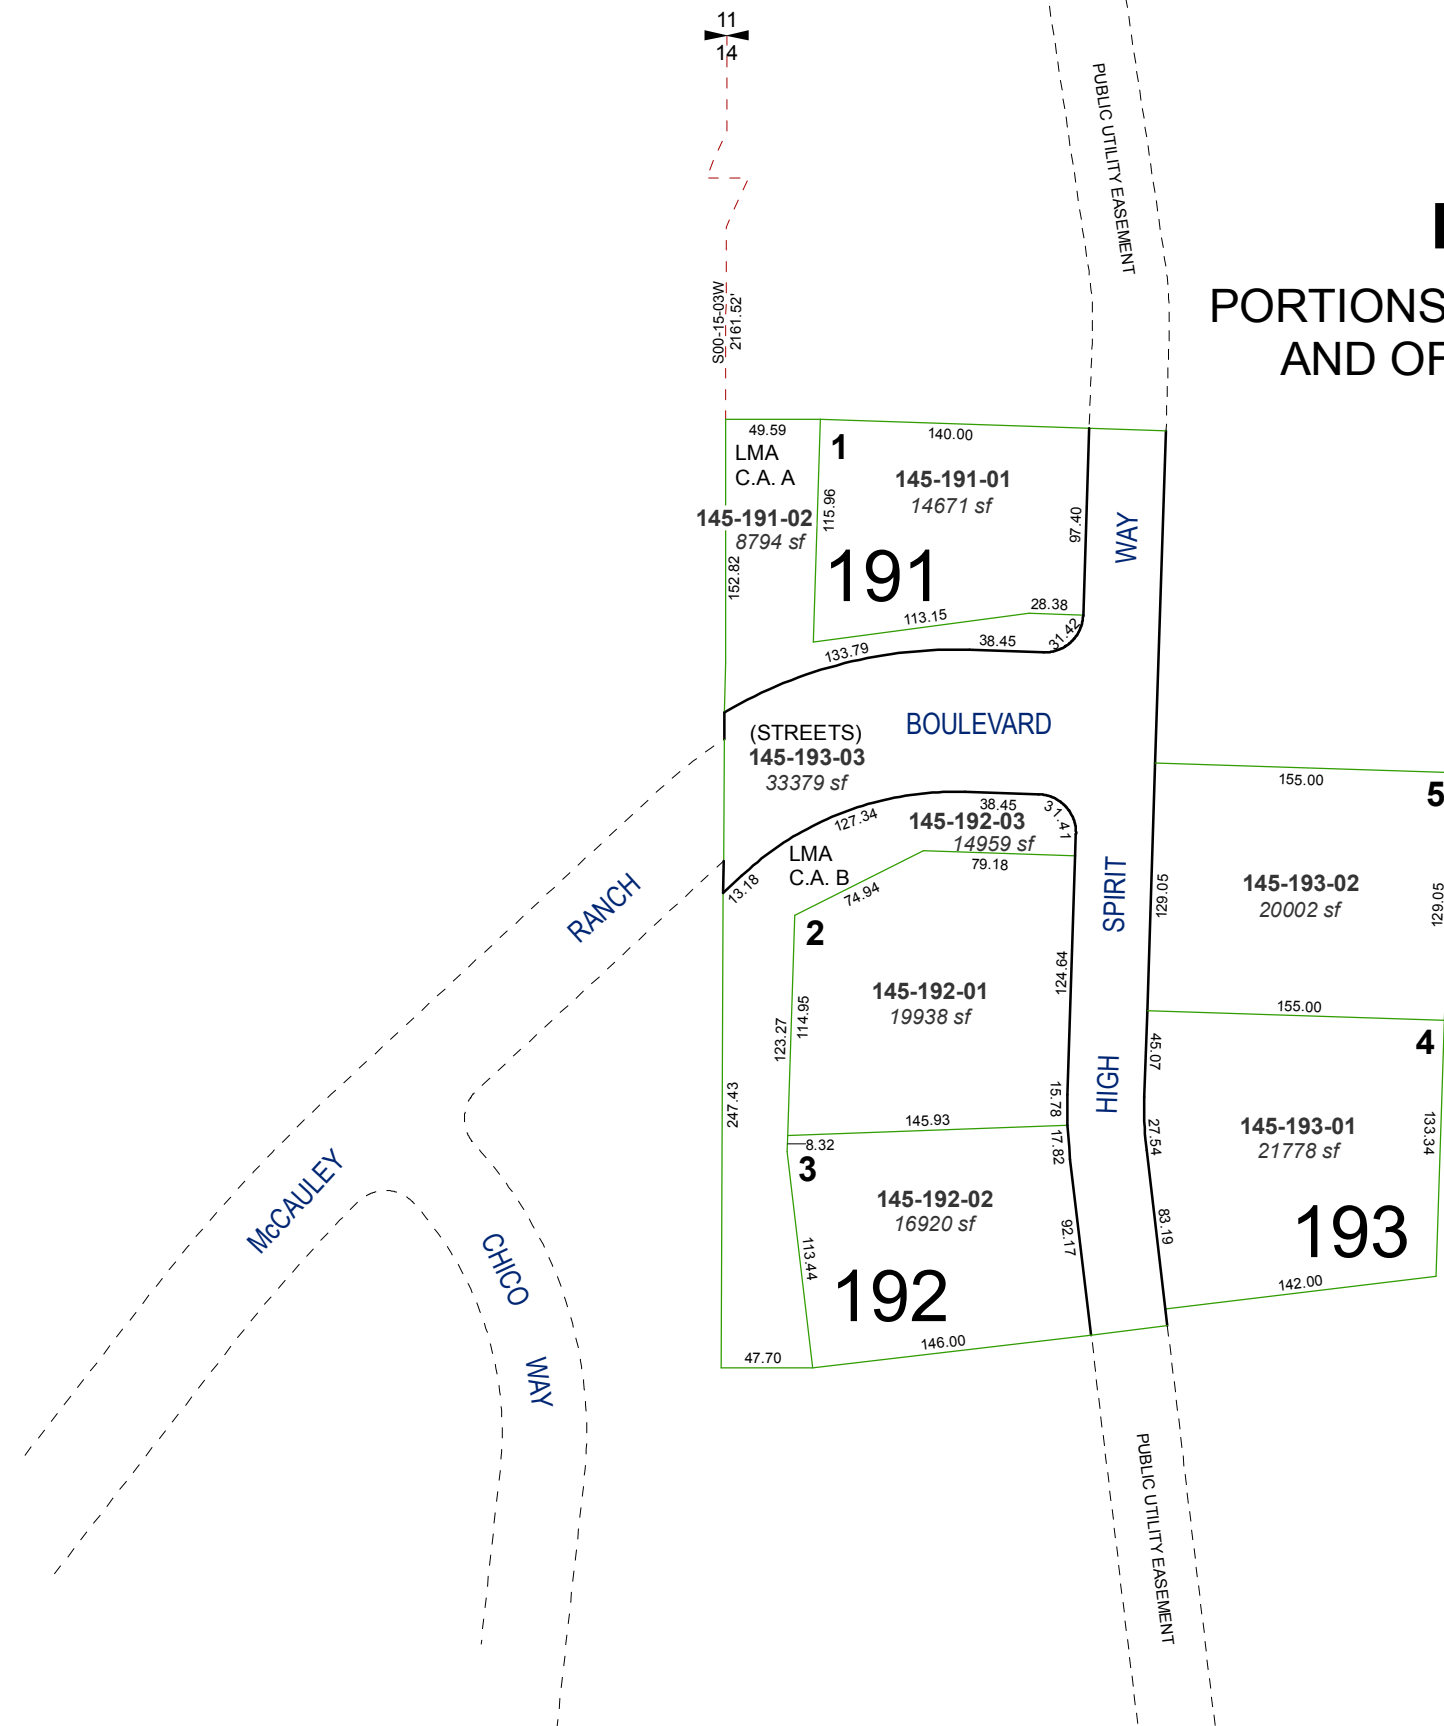 11
14
PUBLIC UTILITY EASEMENT
S00-15-03W
2161.52'
PORTIONS
AND OF
49.59
LMA
C.A. A
145-191-02
8794 sf
152.82
1
140.00
145-191-01
14671 sf
115.96
97.40
191
113.15
28.38
133.79
38.45
31.42
WAY
(STREETS)
145-193-03
33379 sf
BOULEVARD
127.34
38.45
31.41
145-192-03
14959 sf
79.18
LMA
C.A. B
13.18
74.94
RANCH
2
145-192-01
19938 sf
124.64
114.95
123.27
247.43
15.78
145.93
17.82
8.32
3
145-192-02
16920 sf
92.17
113.44
192
146.00
47.70
SPIRIT
HIGH
155.00
5
145-193-02
20002 sf
129.05
129.05
155.00
4
45.07
27.54
145-193-01
21778 sf
133.34
83.19
193
142.00
McCAULEY
CHICO
WAY
PUBLIC UTILITY EASEMENT